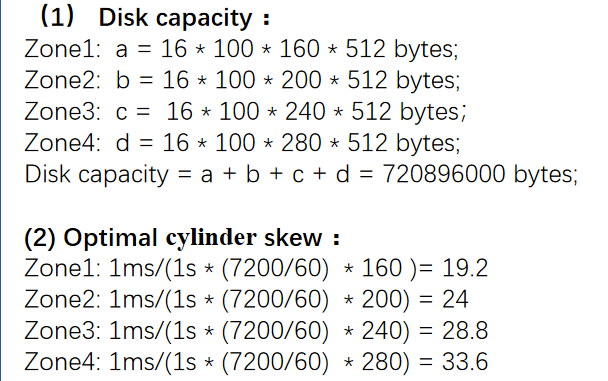 （1） Disk capacity：
Zone1: a = 16 * 100 * 160 * 512 bytes;
Zone2: b = 16 * 100 * 200 * 512 bytes;
Zone3: c = 16 * 100 * 240 * 512 bytes;
Zone4: d = 16 * 100 * 280 * 512 bytes;
Disk capacity = a + b + c + d = 720896000 bytes;
(2) Optimal cylinder skew：
Zone1: 1ms/(1s * (7200/60) * 160 )= 19.2
Zone2: 1ms/(1s * (7200/60) * 200) = 24
Zone3: 1ms/(1s * (7200/60) * 240) = 28.8
Zone4: 1ms/(1s * (7200/60) * 280) = 33.6